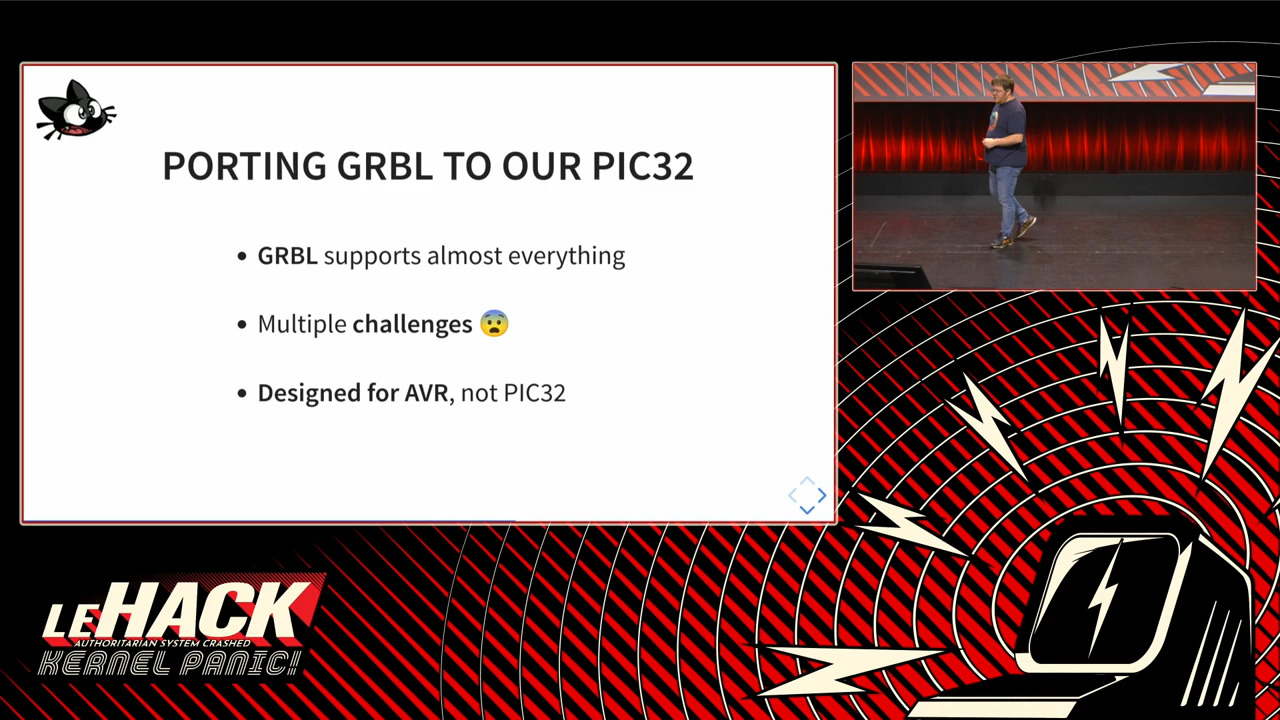 PORTING GRBL TO OUR PIC32
GRBL supports almost everything
Multiple challenges 😨
Designed for AVR, not PIC32
LEHACK
AUTHORITARIAN SYSTEM CRASHED
KERNEL PANIC!